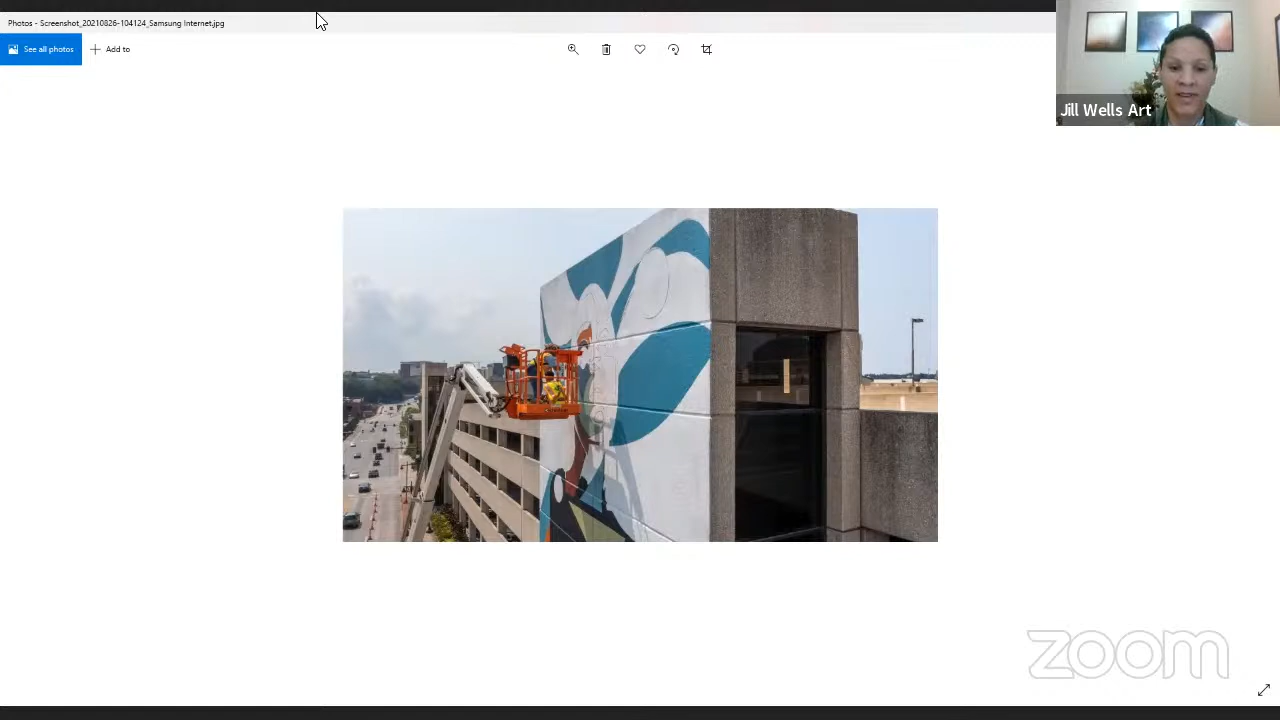 Photos - Screenshot_20210826-104124_Samsung Internet.jpg
See all photos
Add to
Jill Wells Art
zoom